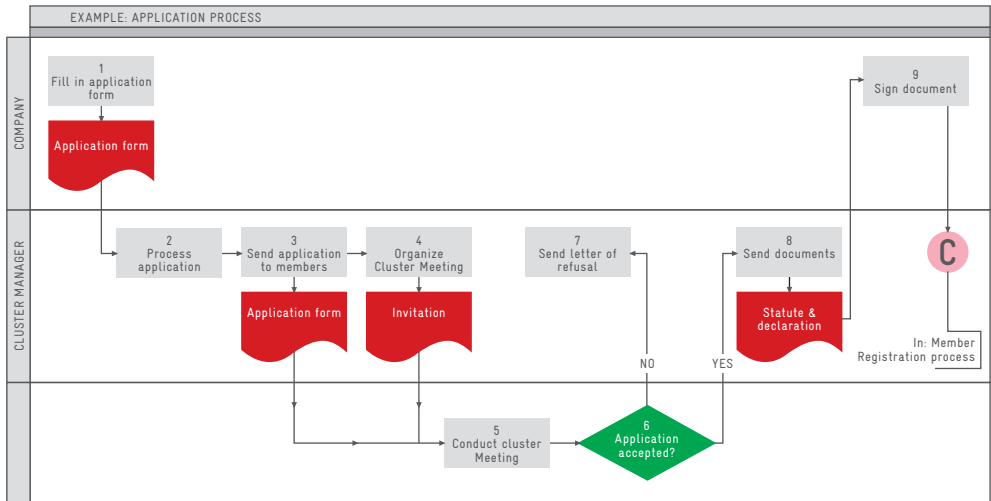 EXAMPLE: APPLICATION PROCESS
COMPANY
1
Fill in application
form
Application form
9
Sign document
CLUSTER MANAGER
2
Process
application
3
Send application
to members
Application form
4
Organize
Cluster Meeting
Invitation
7
Send letter of
refusal
8
Send documents
Statute &
declaration
C
In: Member
Registration process
NO
YES
5
Conduct cluster
Meeting
6
Application
accepted?